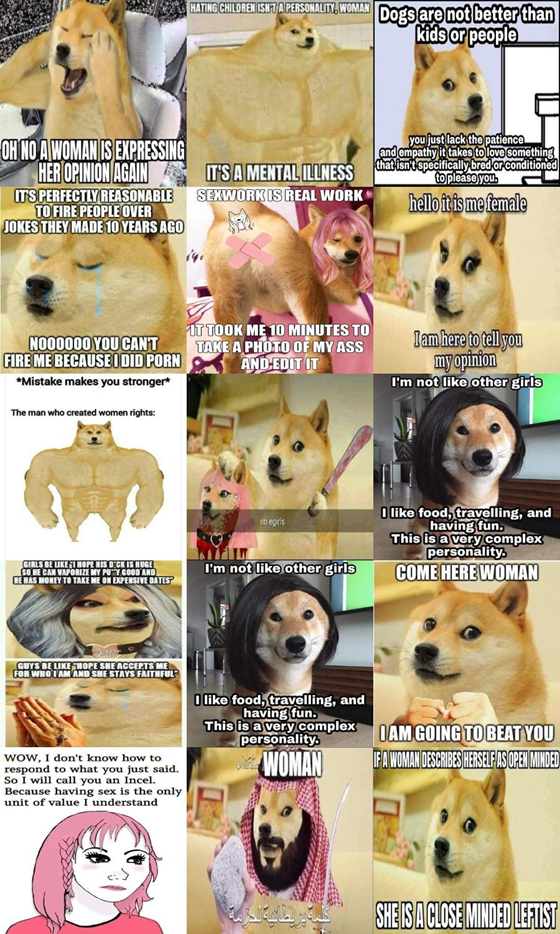 OH NO A WOMAN IS EXPRESSING
HER OPINION AGAIN
HATING CHILDREN ISN'T A PERSONALITY, WOMAN
IT'S A MENTAL ILLNESS
Dogs are not better than
kids or people
you just lack the patience
and empathy it takes to love something
that isn't specifically bred or conditioned
to please you.
IT'S PERFECTLY REASONABLE
TO FIRE PEOPLE OVER
JOKES THEY MADE 10 YEARS AGO
NOOOOOO YOU CAN'T
FIRE ME BECAUSE I DID PORN
SEXWORK IS REAL WORK
IT TOOK ME 10 MINUTES TO
TAKE A PHOTO OF MY ASS
AND EDIT IT
hello it is me female
I am here to tell you
my opinion
*Mistake makes you stronger*
The man who created women rights:
no egirls
I'm not like other girls
I like food, travelling, and
having fun.
This is a very complex
personality.
GIRLS BE LIKE "I HOPE HIS D*CK IS HUGE
SO HE CAN VAPORIZE MY PU**Y GOOD AND
HE HAS MONEY TO TAKE ME ON EXPENSIVE DATES"
GUYS BE LIKE "HOPE SHE ACCEPTS ME
FOR WHO I AM AND SHE STAYS FAITHFUL"
I'm not like other girls
I like food, travelling, and
having fun.
This is a very complex
personality.
COME HERE WOMAN
I AM GOING TO BEAT YOU
WOW, I don't know how to
respond to what you just said.
So I will call you an Incel.
Because having sex is the only
unit of value I understand
WOMAN
كلمة بريطانية لخزمة
IF A WOMAN DESCRIBES HERSELF AS OPEN MINDED
SHE IS A CLOSE MINDED LEFTIST